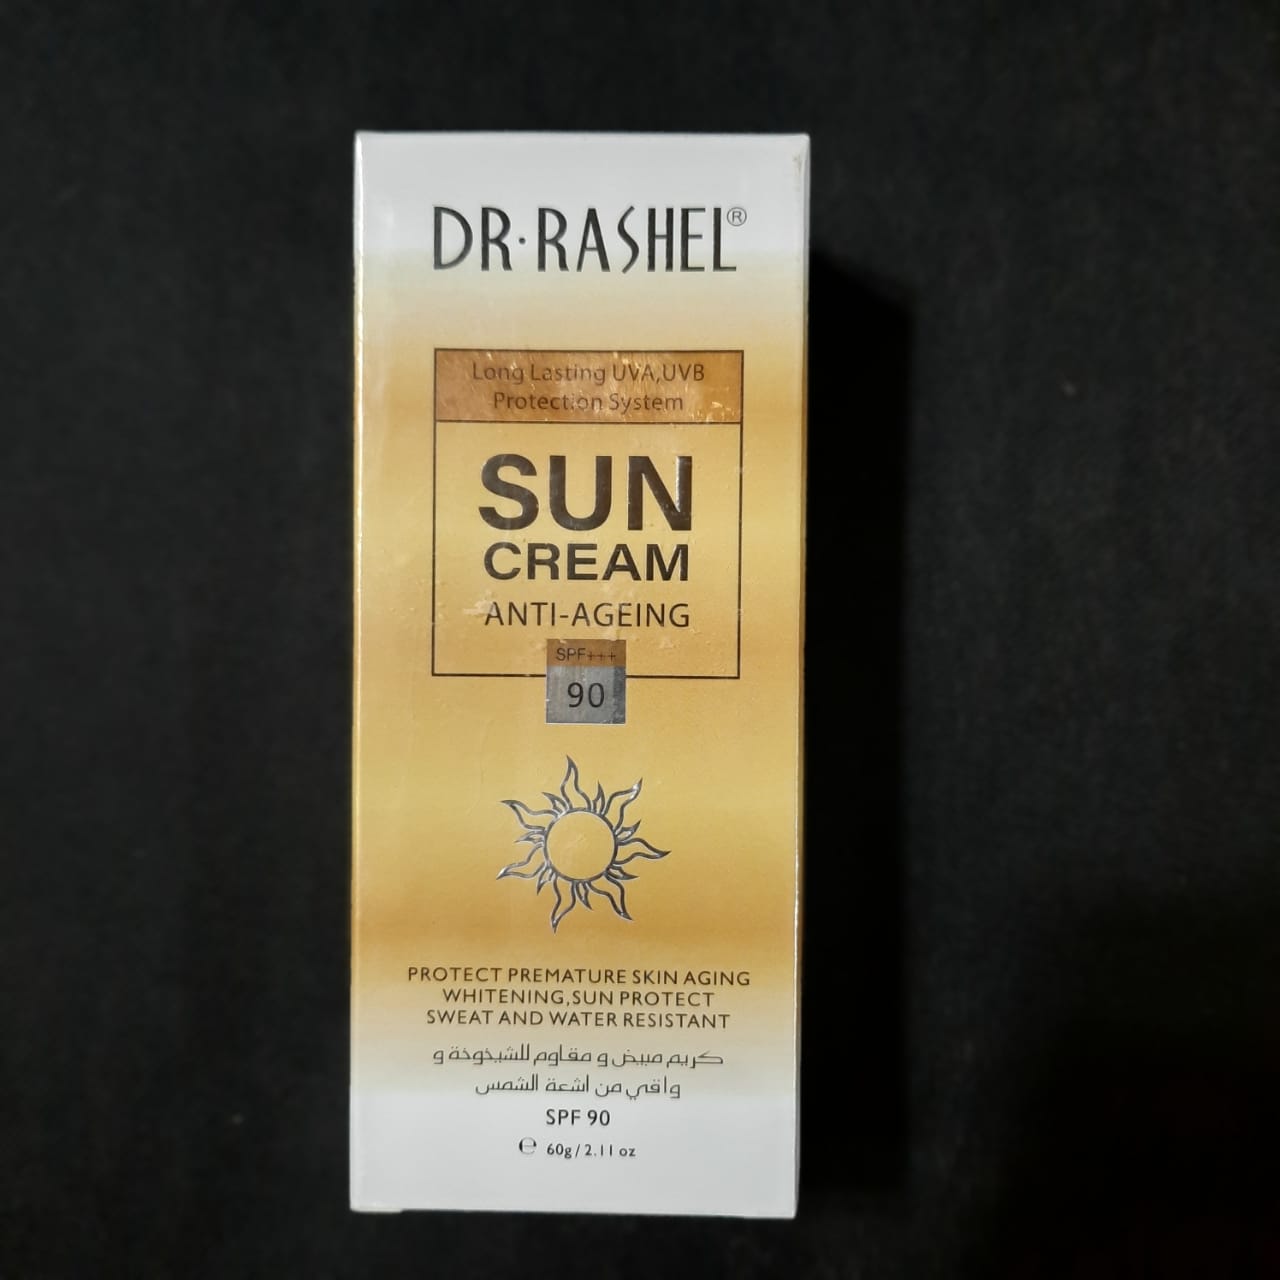 DR·RASHEL®
Long Lasting UVA,UVB
Protection System
SUN
CREAM
ANTI-AGEING
SPF+++
90
PROTECT PREMATURE SKIN AGING
WHITENING,SUN PROTECT
SWEAT AND WATER RESISTANT
كريم مبيض و مقاوم للشيخوخة و
واقي من اشعة الشمس
SPF 90
℮ 60g/2.11 oz